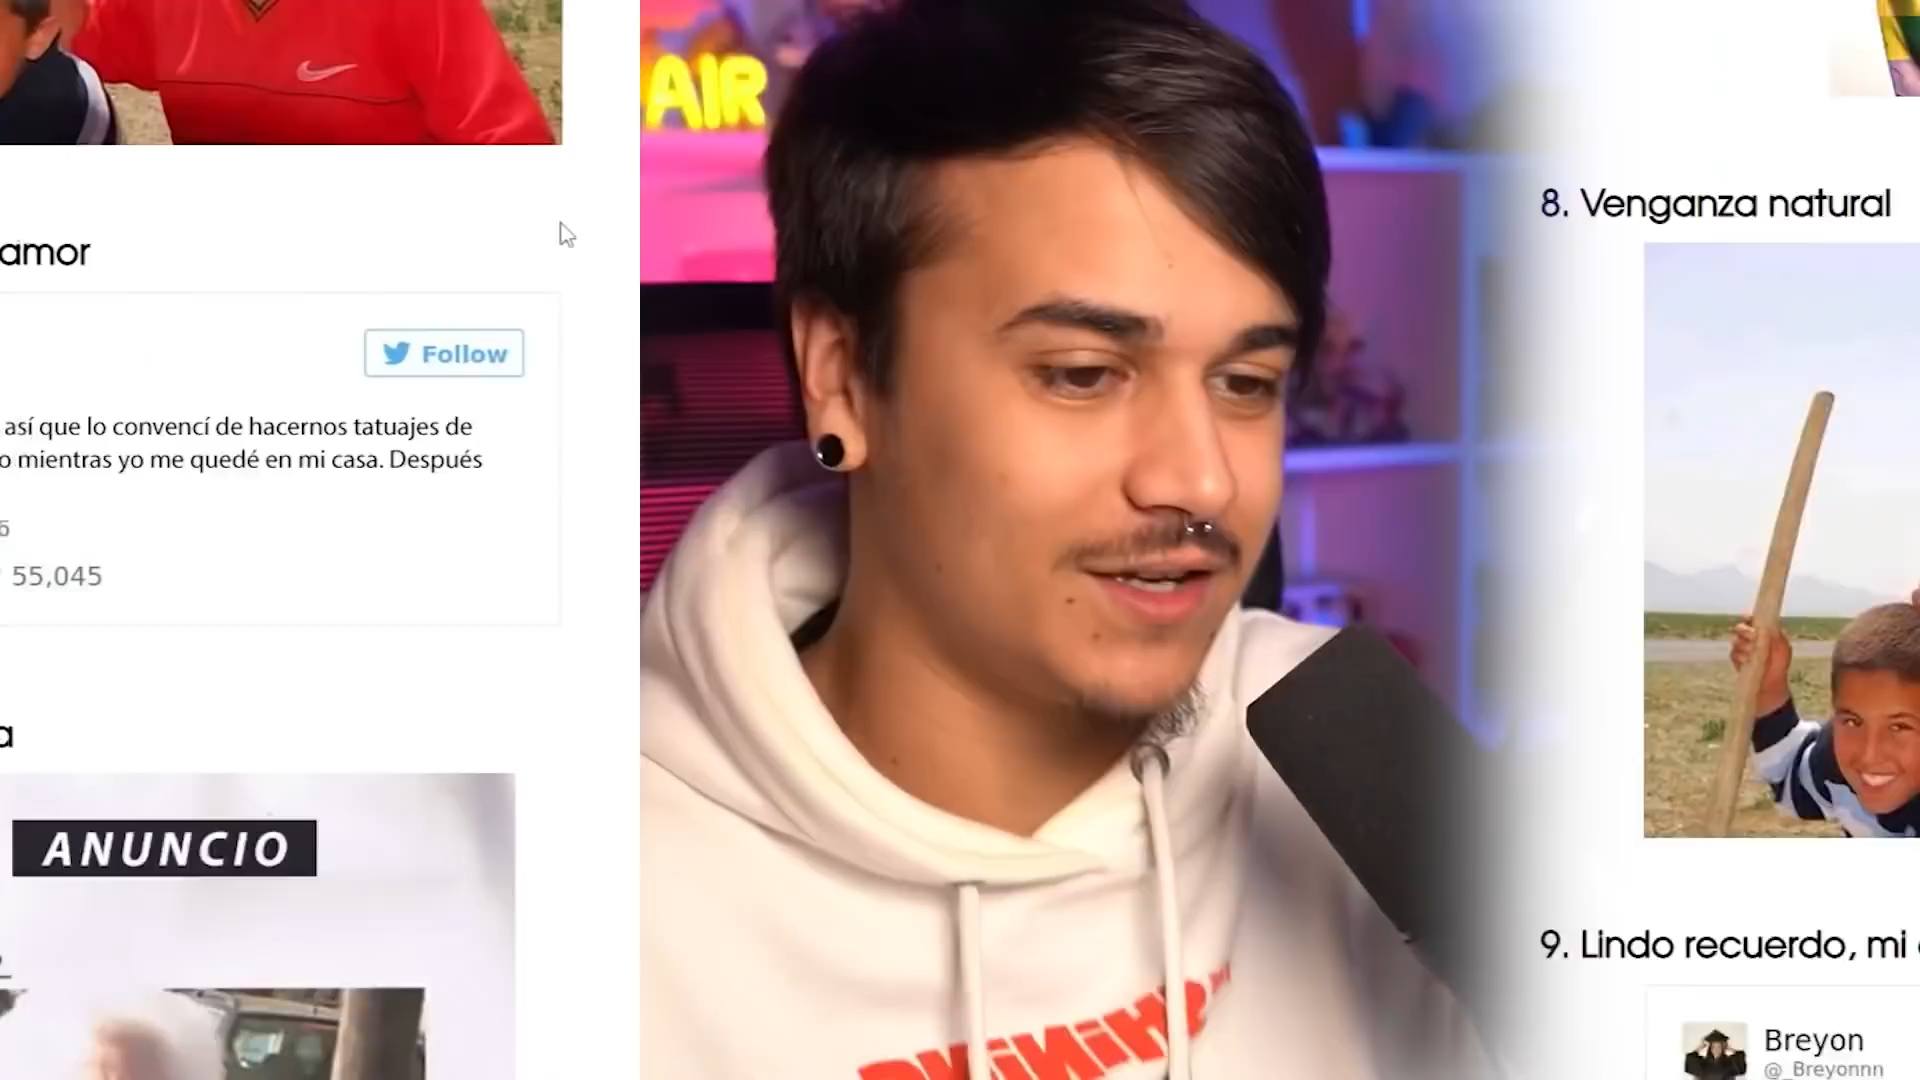 amor
Follow
así que lo convencí de hacernos tatuajes de
o mientras yo me quedé en mi casa. Después
6
55,045
a
ANUNCIO
AIR
8. Venganza natural
9. Lindo recuerdo, mi
Breyon
@_Breyonnn